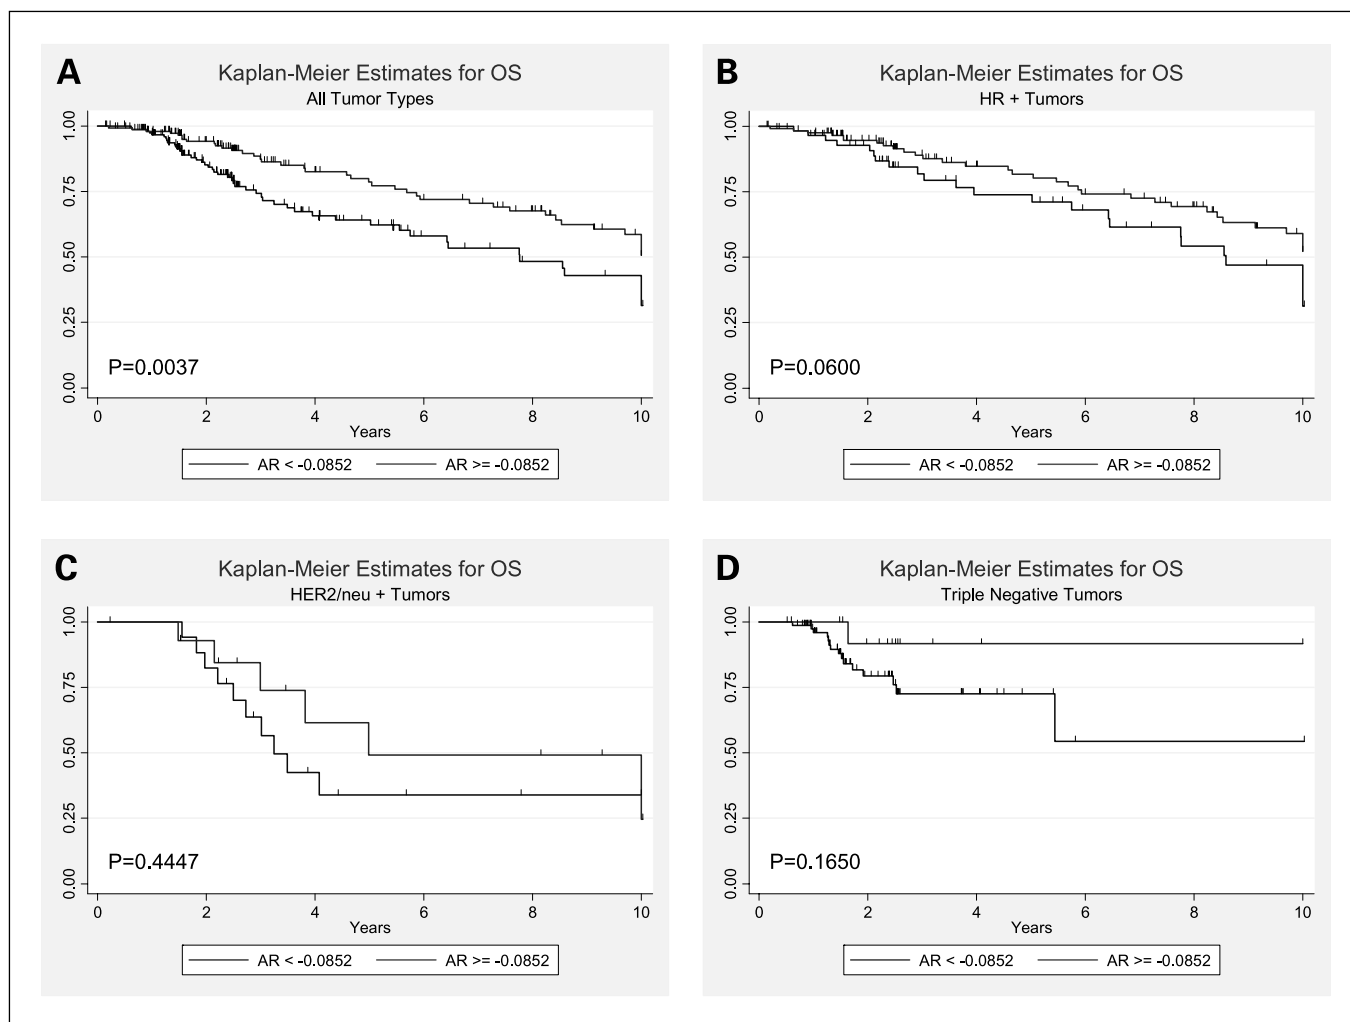 A
Kaplan-Meier Estimates for OS
All Tumor Types
1.00
0.75
0.50
0.25
0.00
P=0.0037
0 2 4 6 8 10
Years
AR < -0.0852 AR >= -0.0852
B
Kaplan-Meier Estimates for OS
HR + Tumors
1.00
0.75
0.50
0.25
0.00
P=0.0600
0 2 4 6 8 10
Years
AR < -0.0852 AR >= -0.0852
C
Kaplan-Meier Estimates for OS
HER2/neu + Tumors
1.00
0.75
0.50
0.25
0.00
P=0.4447
0 2 4 6 8 10
Years
AR < -0.0852 AR >= -0.0852
D
Kaplan-Meier Estimates for OS
Triple Negative Tumors
1.00
0.75
0.50
0.25
0.00
P=0.1650
0 2 4 6 8 10
Years
AR < -0.0852 AR >= -0.0852